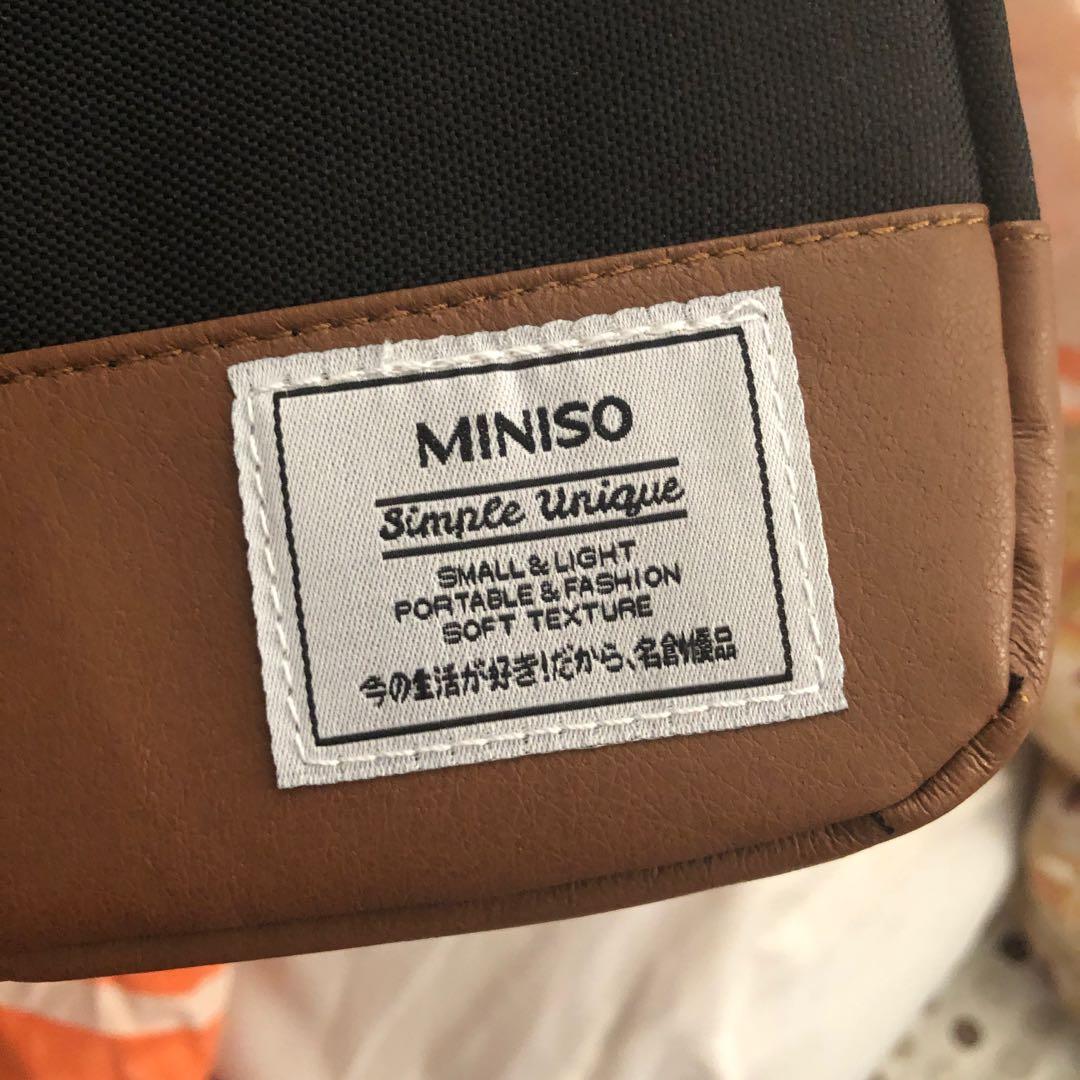 MINISO
Simple Unique
SMALL & LIGHT
PORTABLE & FASHION
SOFT TEXTURE
今の生活が好き!だから、名創優品